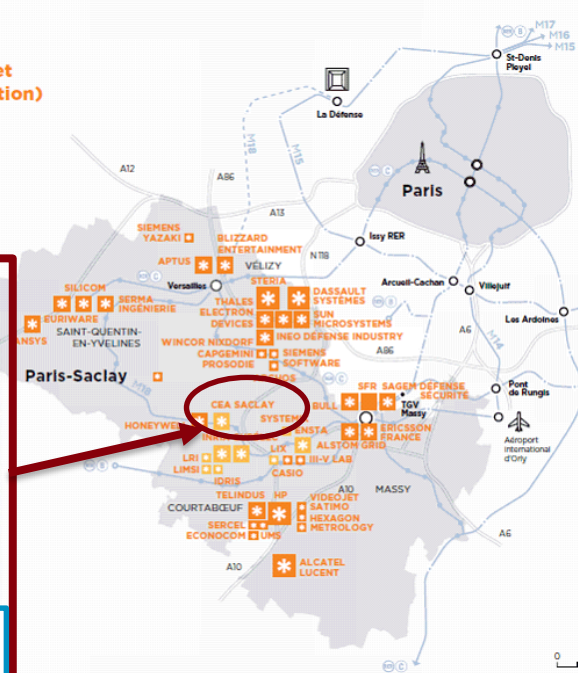 et
tion)
M17
M16
M15
St-Denis
Pleyel
La Défense
M18
M15
A12
A86
A13
Paris
SIEMENS
YAZAKI
BLIZZARD
ENTERTAINMENT
APTUS
VÉLIZY
N118
Issy RER
Versailles
STERIA
DASSAULT
SYSTÈMES
Arcueil-Cachan
Villejuif
SILICOM
SERMA
INGÉNIERIE
THALES
ELECTRON
DEVICES
SUN
MICROSYSTEMS
Les Ardoines
EURIWARE
ANSYS
SAINT-QUENTIN-
EN-YVELINES
WINCOR NIXDORF
INEO DEFENSE INDUSTRY
A6
M14
CAPGEMINI
PROSODIE
SIEMENS
SOFTWARE
A86
Paris-Saclay
M18
SFR
SAGEM DÉFENSE
SÉCURITÉ
Pont
de Rungis
CEA SACLAY
BULL
TGV
Massy
HONEYWEL
SYSTEM
ENSTA
ERICSSON
FRANCE
Aéroport
international
d'Orly
ALSTOM GRID
LRI
LIMSI
LIX
III-V LAB
CASIO
IDRIS
A10
MASSY
TELINDUS
HP
VIDEOJET
SATIMO
COURTABŒUF
HEXAGON
METROLOGY
SERCEL
ECONOCOM
UMS
A6
A10
ALCATEL
LUCENT
0